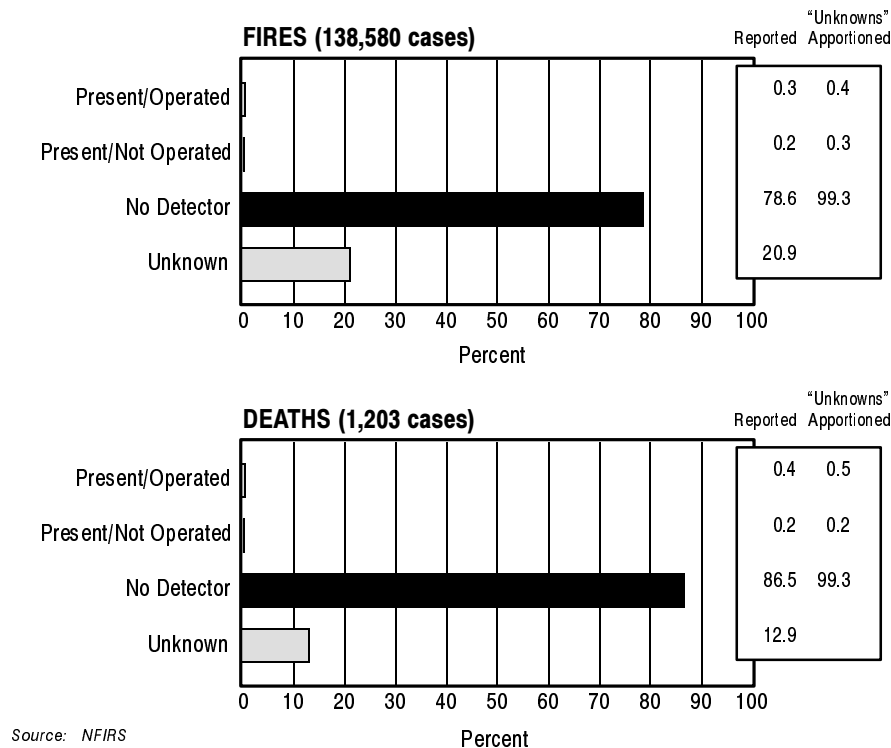 "Unknowns"
FIRES (138,580 cases) Reported Apportioned
Present/Operated 0.3 0.4
Present/Not Operated 0.2 0.3
No Detector 78.6 99.3
Unknown 20.9
0 10 20 30 40 50 60 70 80 90 100
Percent
"Unknowns"
DEATHS (1,203 cases) Reported Apportioned
Present/Operated 0.4 0.5
Present/Not Operated 0.2 0.2
No Detector 86.5 99.3
Unknown 12.9
0 10 20 30 40 50 60 70 80 90 100
Source: NFIRS Percent